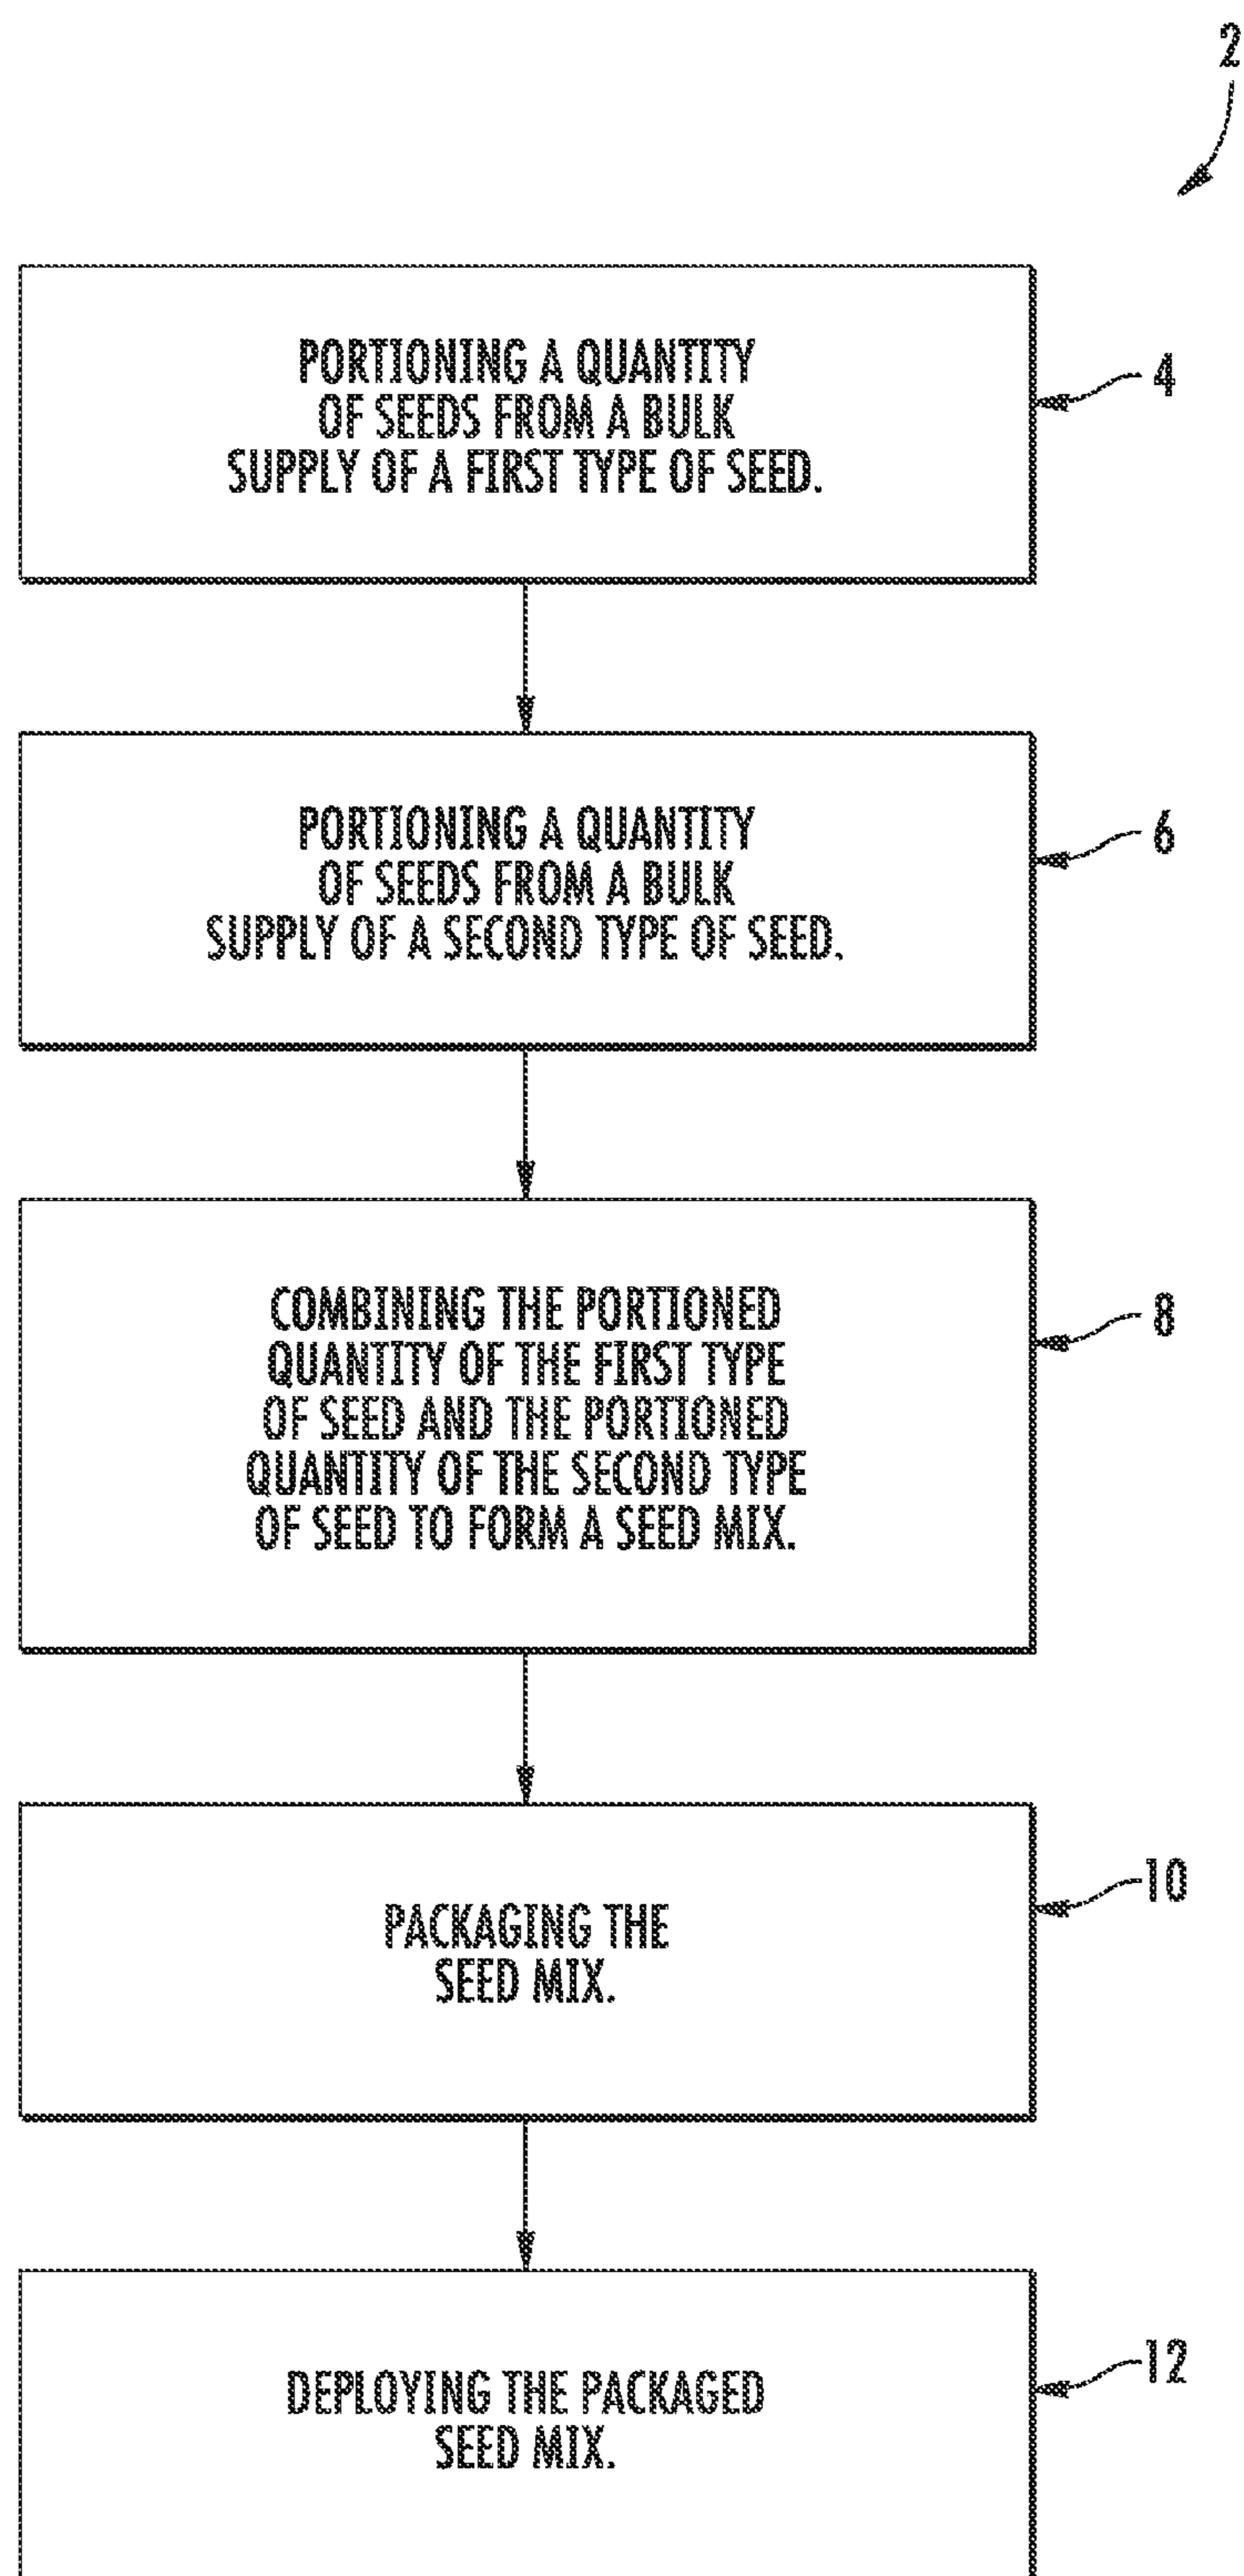 2
PORTIONING A QUANTITY
OF SEEDS FROM A BULK
SUPPLY OF A FIRST TYPE OF SEED.
4
PORTIONING A QUANTITY
OF SEEDS FROM A BULK
SUPPLY OF A SECOND TYPE OF SEED.
6
COMBINING THE PORTIONED
QUANTITY OF THE FIRST TYPE
OF SEED AND THE PORTIONED
QUANTITY OF THE SECOND TYPE
OF SEED TO FORM A SEED MIX.
8
PACKAGING THE
SEED MIX.
10
DEPLOYING THE PACKAGED
SEED MIX.
12